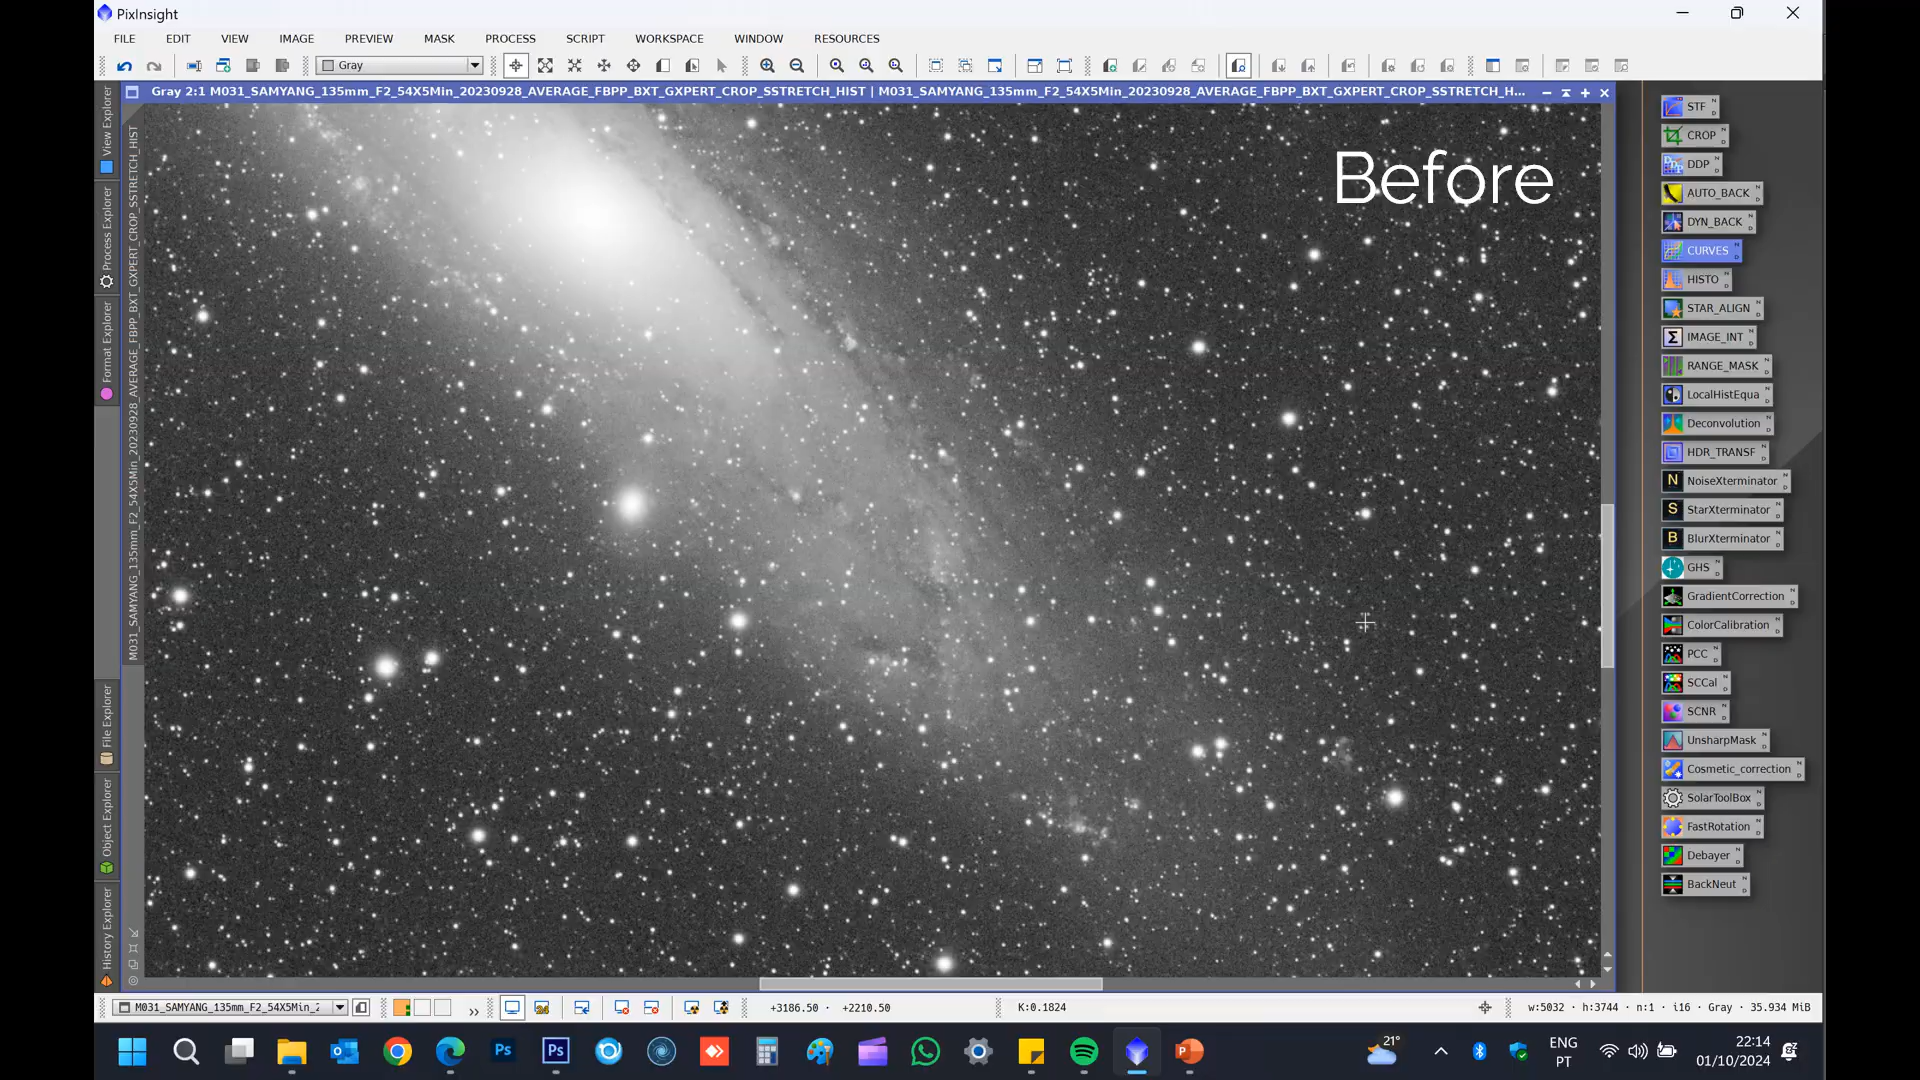 PixInsight
FILE EDIT VIEW IMAGE PREVIEW MASK PROCESS SCRIPT WORKSPACE WINDOW RESOURCES
Gray
Gray 2:1 M031_SAMYANG_135mm_F2_54X5Min_20230928_AVERAGE_FBPP_BXT_GXPERT_CROP_SSTRETCH_HIST | M031_SAMYANG_135mm_F2_54X5Min_20230928_AVERAGE_FBPP_BXT_GXPERT_CROP_SSTRETCH_H...
View Explorer
Process Explorer
Format Explorer
File Explorer
Object Explorer
History Explorer
M031_SAMYANG_135mm_F2_54X5Min_20230928_AVERAGE_FBPP_BXT_GXPERT_CROP_SSTRETCH_HIST
Before
STF
CROP
DDP
AUTO_BACK
DYN_BACK
CURVES
HISTO
STAR_ALIGN
IMAGE_INT
RANGE_MASK
LocalHistEqua
Deconvolution
HDR_TRANSF
NoiseXterminator
StarXterminator
BlurXterminator
GHS
GradientCorrection
ColorCalibration
PCC
SCCal
SCNR
UnsharpMask
Cosmetic_correction
SolarToolBox
FastRotation
Debayer
BackNeut
M031_SAMYANG_135mm_F2_54X5Min_2 +3186.50 · +2210.50 K:0.1824 w:5032 · h:3744 · n:1 · i16 · Gray · 35.934 MiB
21°
ENG
PT
22:14
01/10/2024